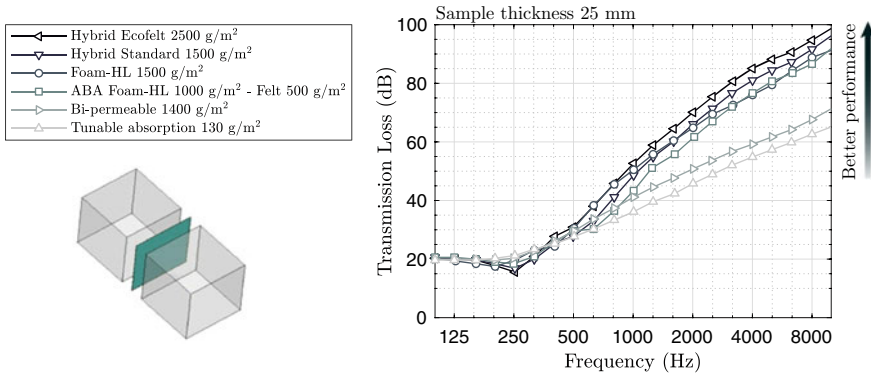 Hybrid Ecofelt 2500 g/m²
Hybrid Standard 1500 g/m²
Foam-HL 1500 g/m²
ABA Foam-HL 1000 g/m² - Felt 500 g/m²
Bi-permeable 1400 g/m²
Tunable absorption 130 g/m²
Sample thickness 25 mm
100
80
60
40
20
0
Transmission Loss (dB)
125 250 500 1000 2000 4000 8000
Frequency (Hz)
Better performance